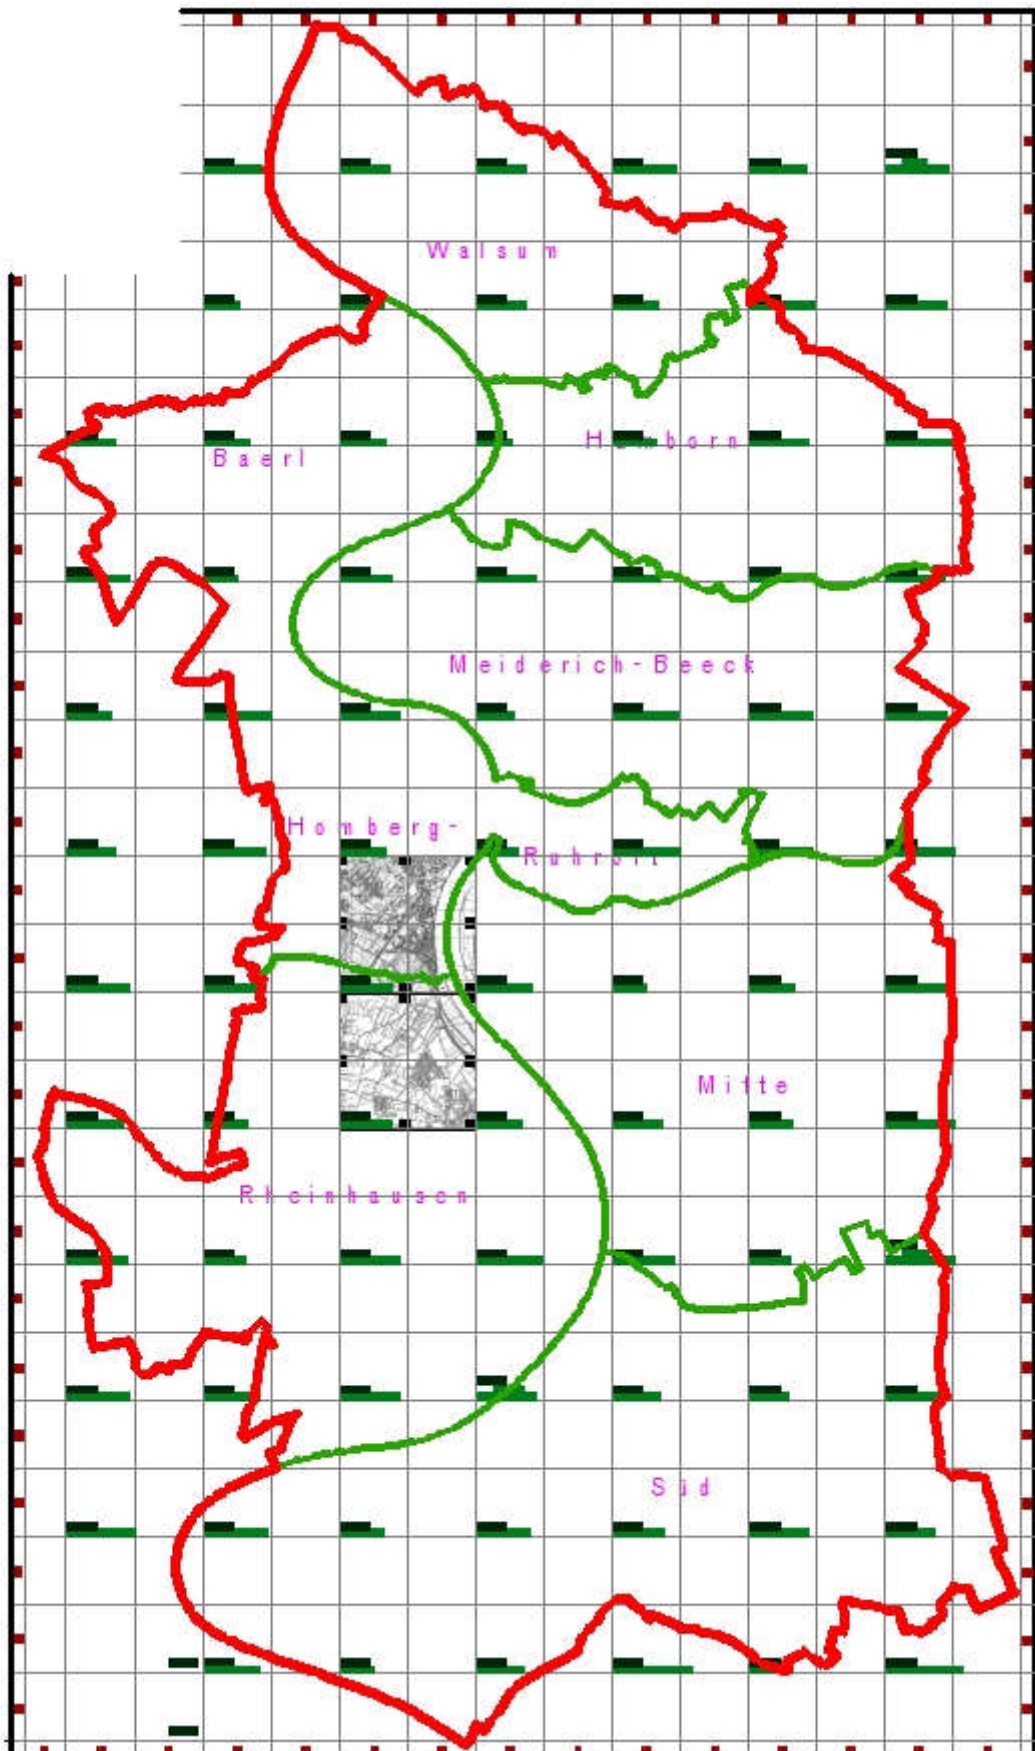 Walsum
Hamborn
Baerl
Meiderich-Beeck
Homberg-
Ruhrort
Mitte
Rheinhausen
Süd